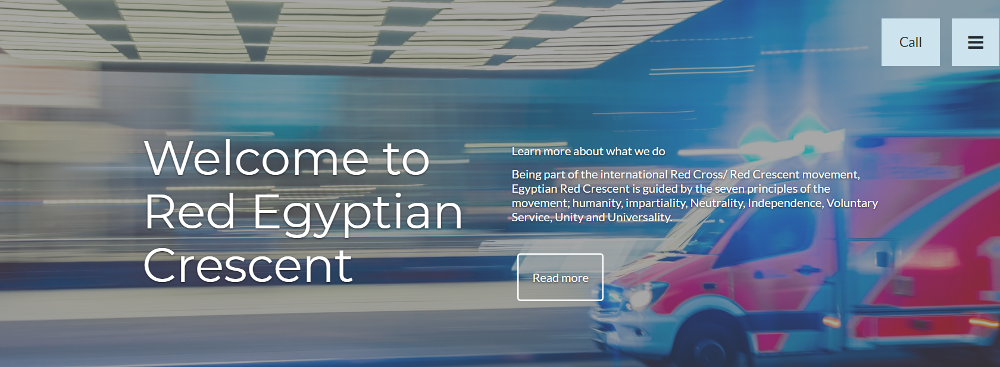 Call
Welcome to
Red Egyptian
Crescent
Learn more about what we do
Being part of the international Red Cross/ Red Crescent movement,
Egyptian Red Crescent is guided by the seven principles of the
movement; humanity, impartiality, Neutrality, Independence, Voluntary
Service, Unity and Universality.
Read more